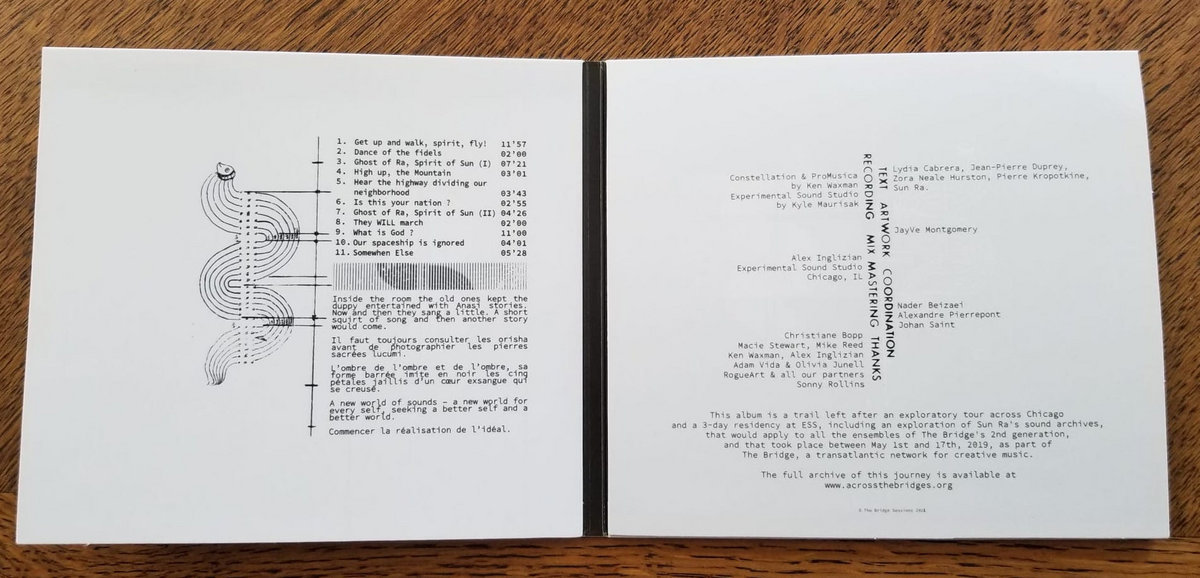 1. Get up and walk, spirit, fly! 11'57
2. Dance of the fidels 02'00
3. Ghost of Ra, Spirit of Sun (I) 07'21
4. High up, the Mountain 03'01
5. Hear the highway dividing our
neighborhood 03'43
6. Is this your nation ? 02'55
7. Ghost of Ra, Spirit of Sun (II) 04'26
8. They WILL march 02'00
9. What is God ? 11'00
10. Our spaceship is ignored 04'01
11. Somewhen Else 05'28
Inside the room the old ones kept the
duppy entertained with Anasi stories.
Now and then they sang a little. A short
squirt of song and then another story
would come.
Il faut toujours consulter les orisha
avant de photographier les pierres
sacrées lucumi.
L'ombre de l'ombre et de l'ombre, sa
forme barrée imite en noir les cinq
pétales jaillis d'un cœur exsangue qui
se creuse.
A new world of sounds – a new world for
every self, seeking a better self and a
better world.
Commencer la réalisation de l'idéal.
TEXT ARTWORK COORDINATION
RECORDING MIX MASTERING THANKS
Lydia Cabrera, Jean-Pierre Duprey,
Zora Neale Hurston, Pierre Kropotkine,
Sun Ra.
Constellation & ProMusica
by Ken Waxman
Experimental Sound Studio
by Kyle Maurisak
JayVe Montgomery
Alex Inglizian
Experimental Sound Studio
Chicago, IL
Nader Beizaei
Alexandre Pierrepont
Johan Saint
Christiane Bopp
Macie Stewart, Mike Reed
Ken Waxman, Alex Inglizian
Adam Vida & Olivia Junell
RogueArt & all our partners
Sonny Rollins
This album is a trail left after an exploratory tour across Chicago
and a 3-day residency at ESS, including an exploration of Sun Ra's sound archives,
that would apply to all the ensembles of The Bridge's 2nd generation,
and that took place between May 1st and 17th, 2019, as part of
The Bridge, a transatlantic network for creative music.
The full archive of this journey is available at
www.acrossthebridges.org
© The Bridge Sessions